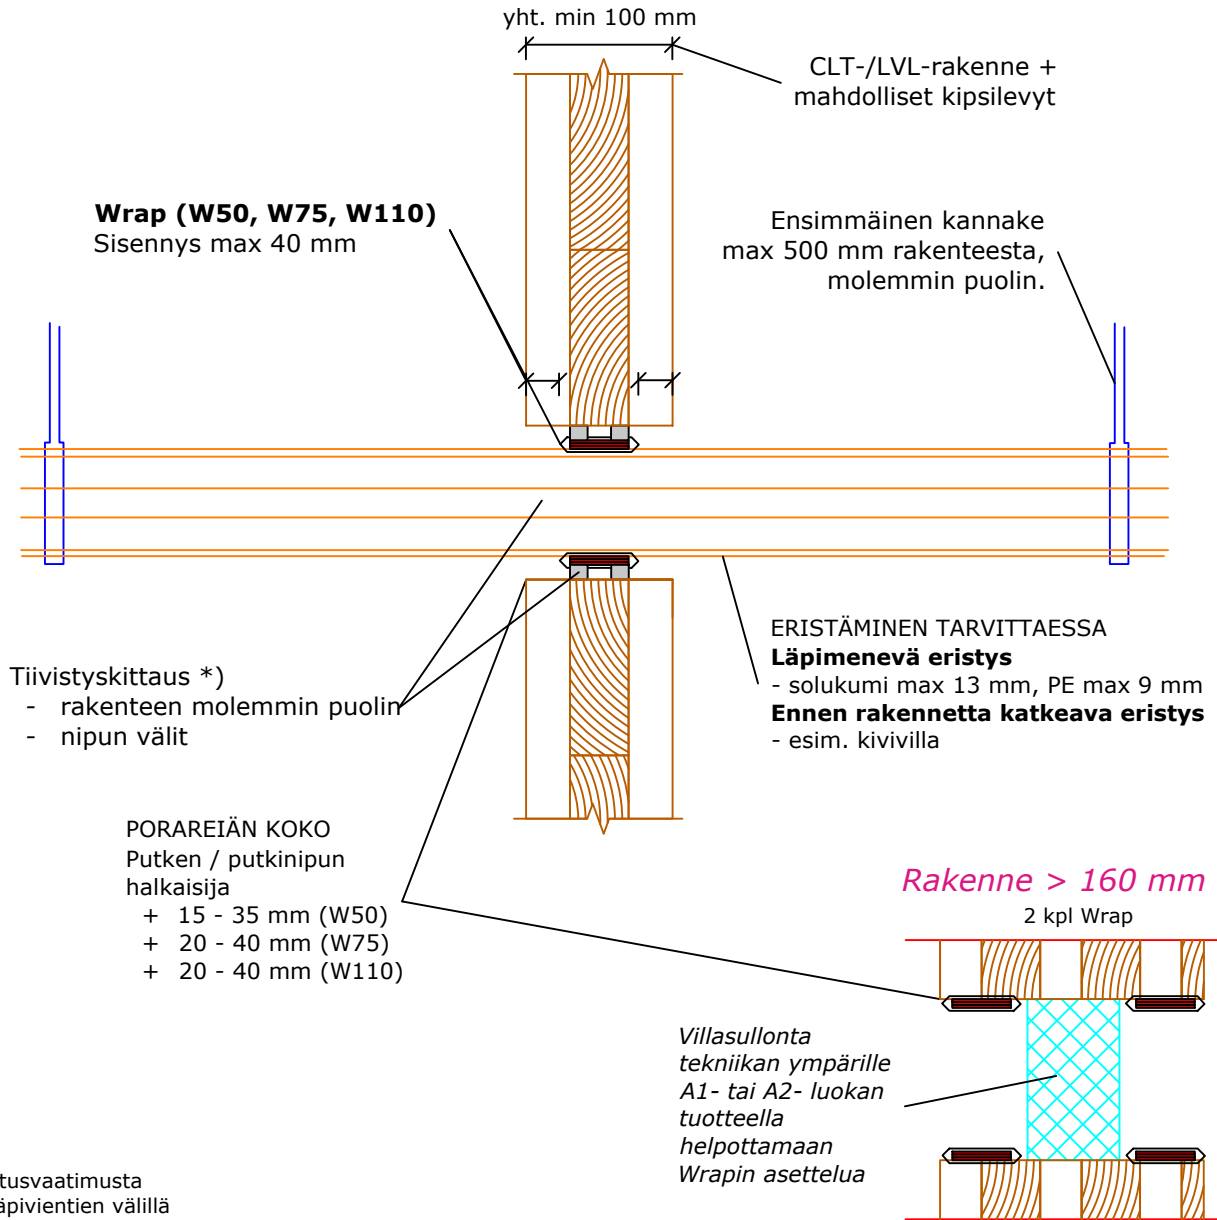 yht. min 100 mm
CLT-/LVL-rakenne +
mahdolliset kipsilevyt
Wrap (W50, W75, W110)
Sisennys max 40 mm
Ensimmäinen kannake
max 500 mm rakenteesta,
molemmin puolin.
ERISTÄMINEN TARVITTAESSA
Läpimenevä eristys
- solukumi max 13 mm, PE max 9 mm
Ennen rakennetta katkeava eristys
- esim. kivivilla
Tiivistyskittaus *)
- rakenteen molemmin puolin
- nipun välit
PORAREIÄN KOKO
Putken / putkinipun
halkaisija
+ 15 - 35 mm (W50)
+ 20 - 40 mm (W75)
+ 20 - 40 mm (W110)
Rakenne > 160 mm
2 kpl Wrap
Villasullonta
tekniikan ympärille
A1- tai A2- luokan
tuotteella
helpottamaan
Wrapin asettelua
tusvaatimusta
äpivientien välillä